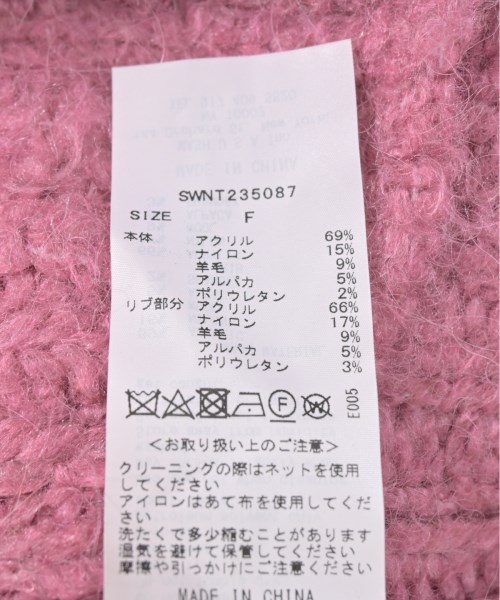 SWNT235087
SIZE F
本体 アクリル 69%
ナイロン 15%
羊毛 9%
アルパカ 5%
ポリウレタン 2%
リブ部分 アクリル 66%
ナイロン 17%
羊毛 9%
アルパカ 5%
ポリウレタン 3%
F W E005
＜お取り扱い上のご注意＞
クリーニングの際はネットを使用
してください
アイロンはあて布を使用してくだ
さい
洗たくで多少縮むことがあります
湿気を避けて保管してください
摩擦や引っかけにご注意ください
MADE IN CHINA